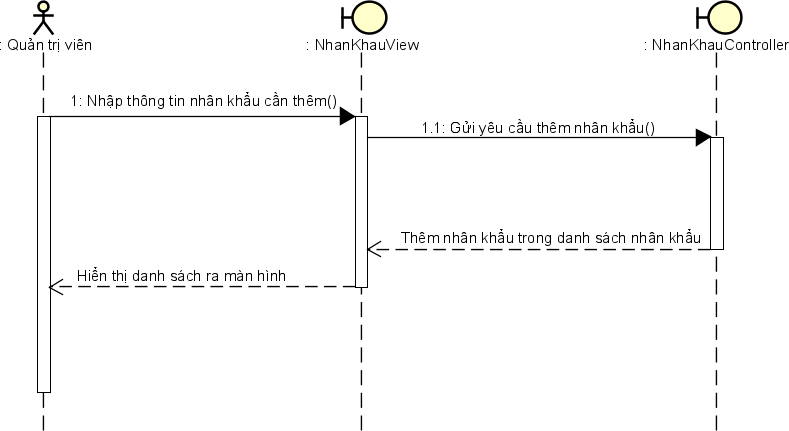 : Quản trị viên
: NhanKhauView
: NhanKhauController
1: Nhập thông tin nhân khẩu cần thêm()
1.1: Gửi yêu cầu thêm nhân khẩu()
Thêm nhân khẩu trong danh sách nhân khẩu
Hiển thị danh sách ra màn hình